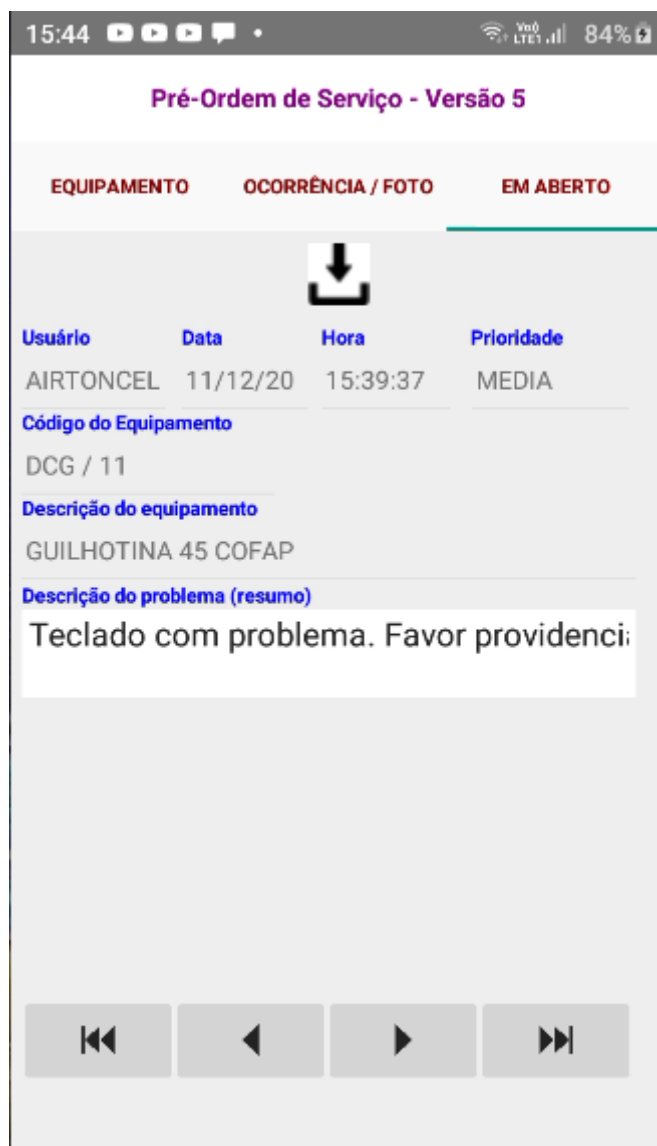 15:44 84%
Pré-Ordem de Serviço - Versão 5
EQUIPAMENTO OCORRÊNCIA / FOTO EM ABERTO
Usuário Data Hora Prioridade
AIRTONCEL 11/12/20 15:39:37 MEDIA
Código do Equipamento
DCG / 11
Descrição do equipamento
GUILHOTINA 45 COFAP
Descrição do problema (resumo)
Teclado com problema. Favor